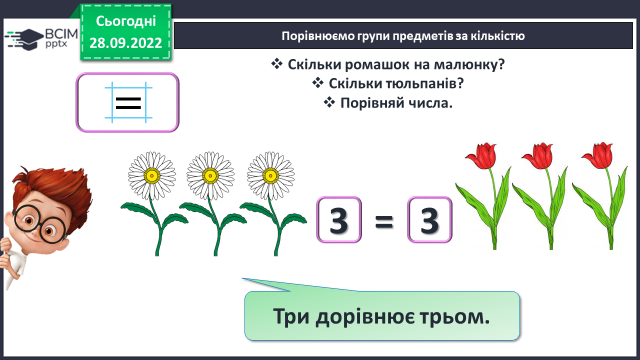 Сьогодні
28.09.2022
BCIM
pptx
Порівнюємо групи предметів за кількістю
❖ Скільки ромашок на малюнку?
❖ Скільки тюльпанів?
❖ Порівняй числа.
=
3 = 3
Три дорівнює трьом.